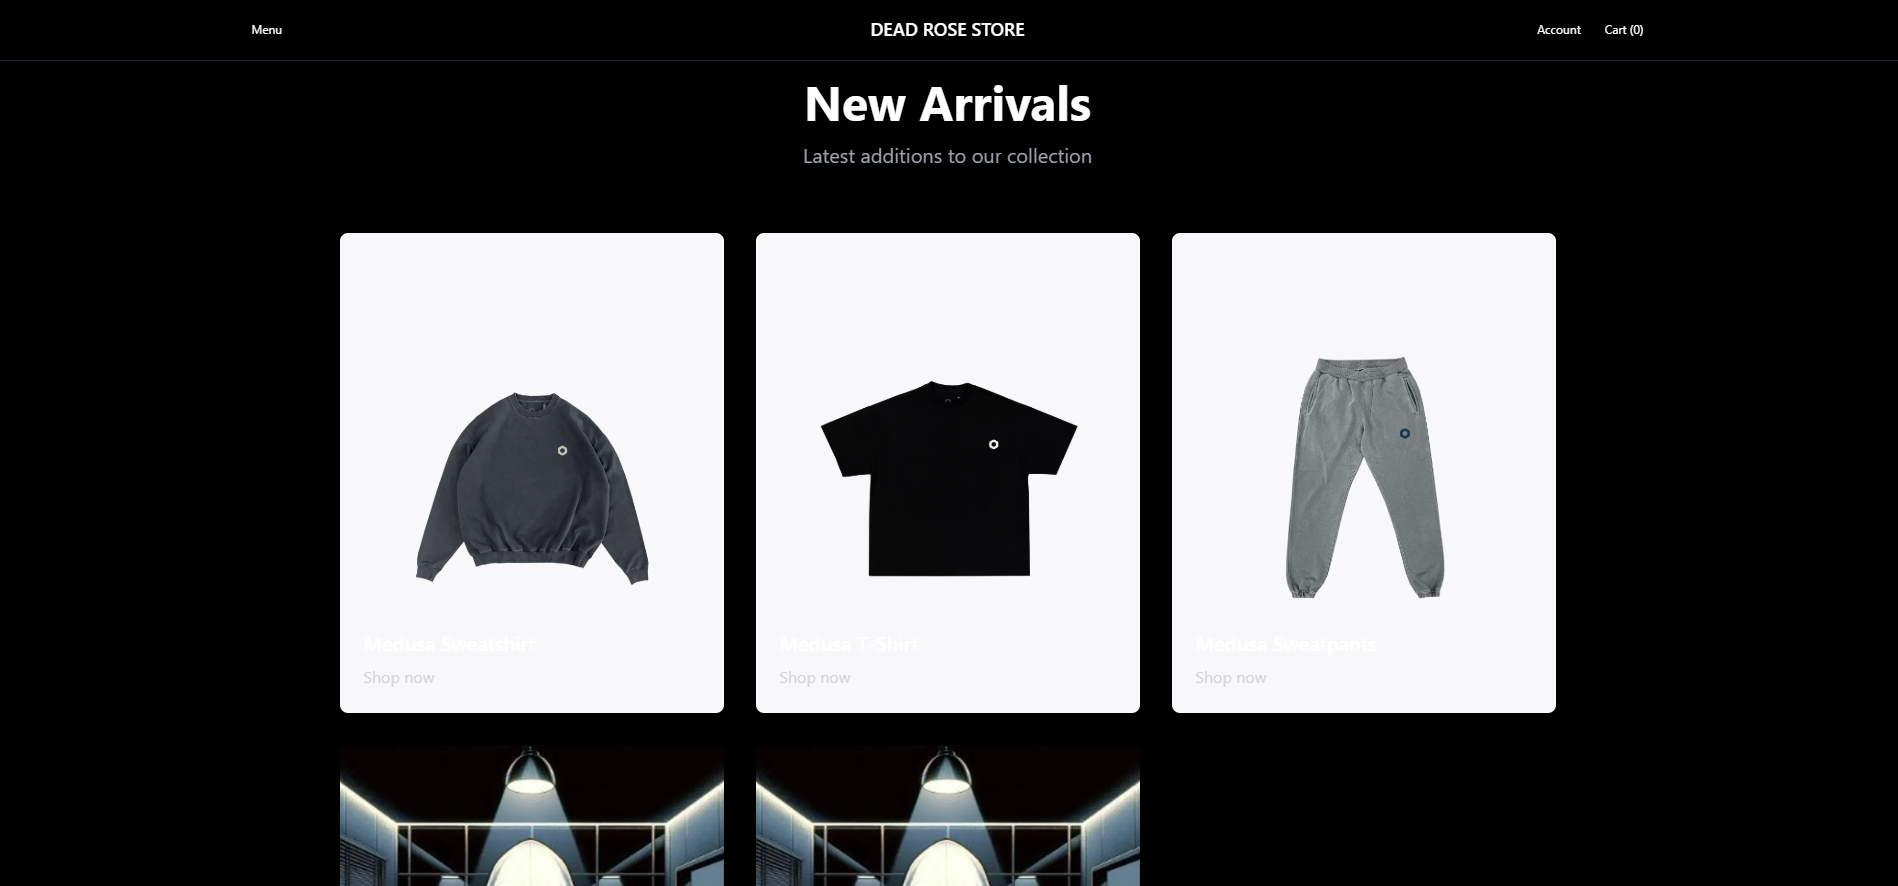 Menu
DEAD ROSE STORE
Account
Cart (0)
New Arrivals
Latest additions to our collection
Medusa Sweatshirt
Shop now
Medusa T-Shirt
Shop now
Medusa Sweatpants
Shop now